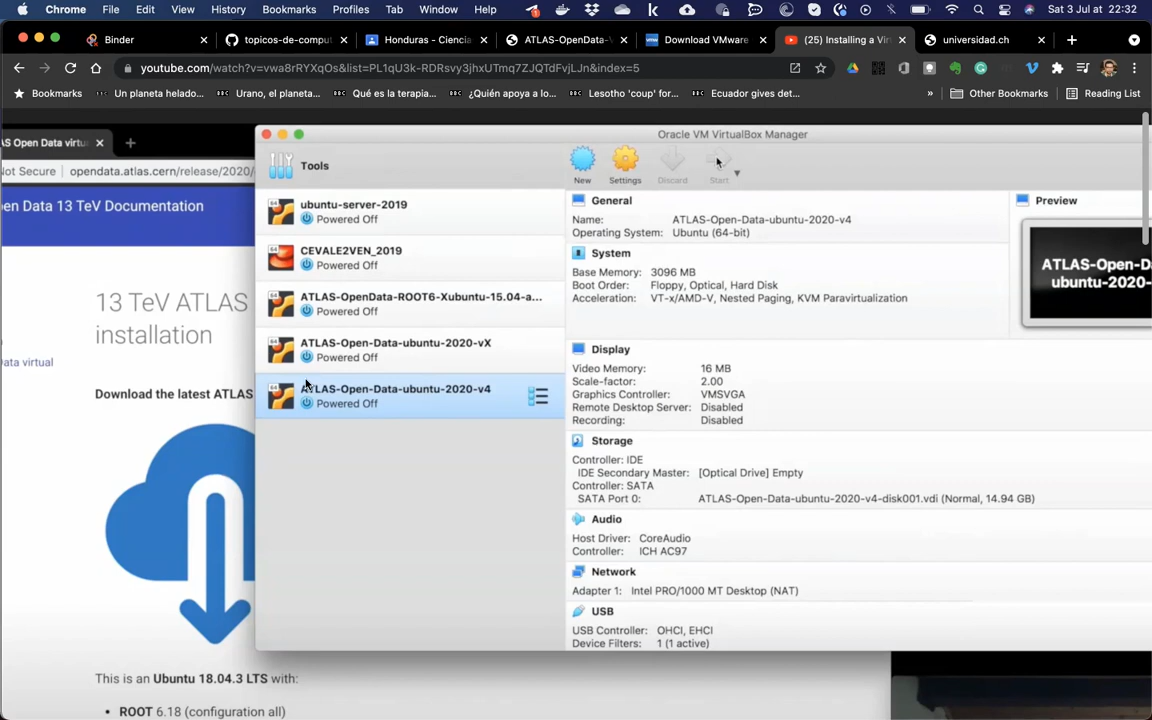 Chrome File Edit View History Bookmarks Profiles Tab Window Help Sat 3 Jul at 22:32
Binder topicos-de-comput Honduras - Ciencia ATLAS-OpenData- Download VMware (25) Installing a Vir universidad.ch
youtube.com/watch?v=vwa8rRYXqOs&list=PL1qU3k-RDRsvy3jhxUTmq7ZJQTdFvjLJn&index=5
Bookmarks Un planeta helado... BBC Urano, el planeta... BBC Qué es la terapia... BBC ¿Quién apoya a lo... BBC Lesotho 'coup' for... BBC Ecuador gives det... » Other Bookmarks Reading List
AS Open Data virtu
Not Secure opendata.atlas.cern/release/2020/
en Data 13 TeV Documentation
13 TeV ATLAS
installation
ata virtual
Download the latest ATLAS
This is an Ubuntu 18.04.3 LTS with:
• ROOT 6.18 (configuration all)
Oracle VM VirtualBox Manager
Tools
New Settings Discard Start
ubuntu-server-2019
Powered Off
CEVALE2VEN_2019
Powered Off
ATLAS-OpenData-ROOT6-Xubuntu-15.04-a...
Powered Off
ATLAS-Open-Data-ubuntu-2020-vX
Powered Off
ATLAS-Open-Data-ubuntu-2020-v4
Powered Off
General
Name: ATLAS-Open-Data-ubuntu-2020-v4
Operating System: Ubuntu (64-bit)
System
Base Memory: 3096 MB
Boot Order: Floppy, Optical, Hard Disk
Acceleration: VT-x/AMD-V, Nested Paging, KVM Paravirtualization
Display
Video Memory: 16 MB
Scale-factor: 2.00
Graphics Controller: VMSVGA
Remote Desktop Server: Disabled
Recording: Disabled
Storage
Controller: IDE
IDE Secondary Master: [Optical Drive] Empty
Controller: SATA
SATA Port 0: ATLAS-Open-Data-ubuntu-2020-v4-disk001.vdi (Normal, 14.94 GB)
Audio
Host Driver: CoreAudio
Controller: ICH AC97
Network
Adapter 1: Intel PRO/1000 MT Desktop (NAT)
USB
USB Controller: OHCI, EHCI
Device Filters: 1 (1 active)
Preview
ATLAS-Open-D
ubuntu-2020-